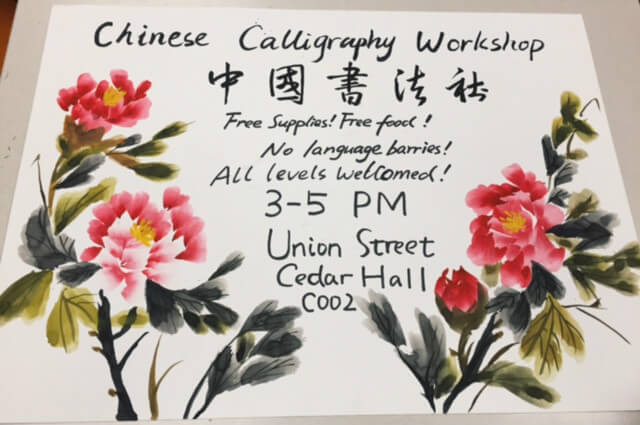 Chinese Calligraphy Workshop
中國書法社
Free Supplies! Free food!
No language barries!
All levels welcomed!
3-5 PM
Union Street
Cedar Hall
C002